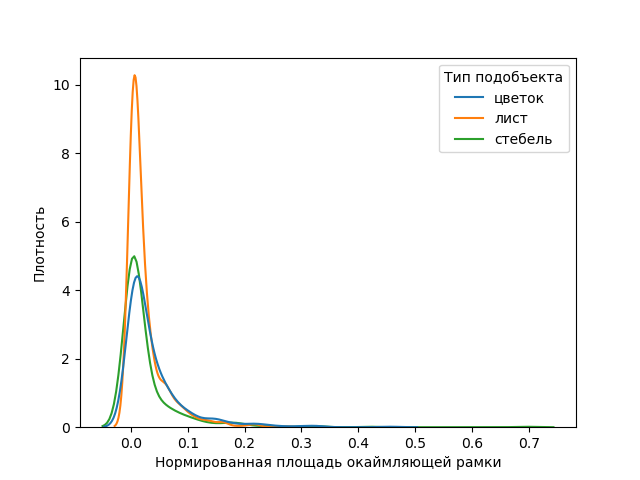 Тип подобъекта
цветок
лист
стебель
Плотность
10
8
6
4
2
0
0.0 0.1 0.2 0.3 0.4 0.5 0.6 0.7
Нормированная площадь окаймляющей рамки